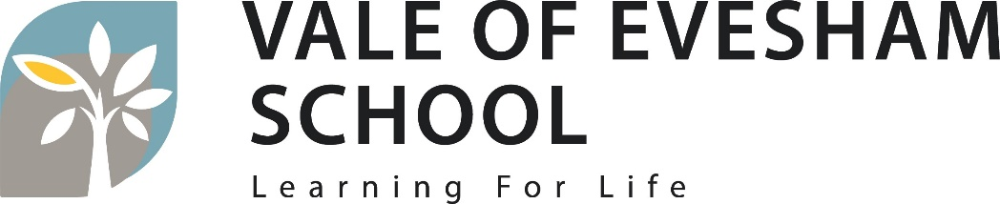 VALE OF EVESHAM
SCHOOL
Learning For Life